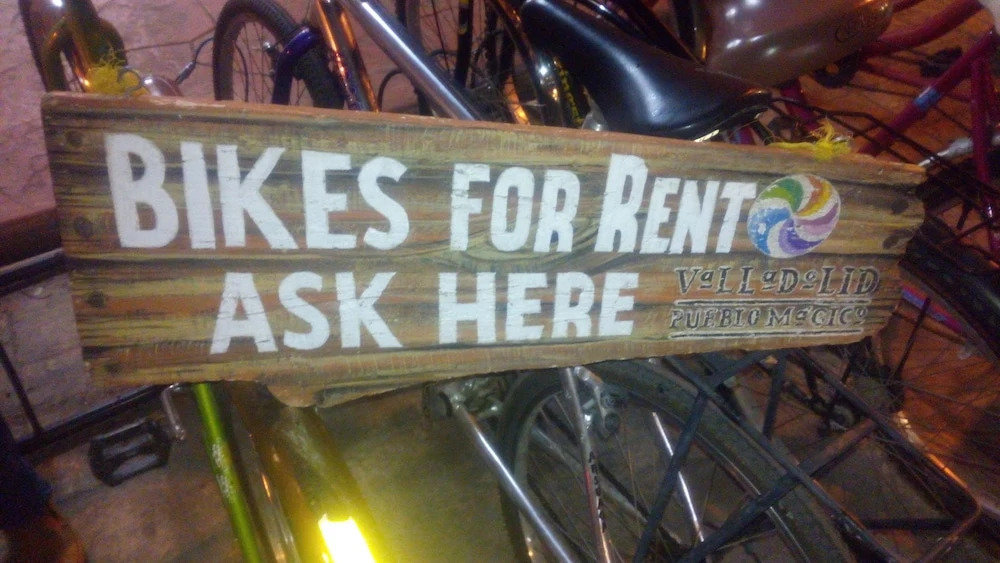 BIKES FOR RENT
ASK HERE
VaLLaDoLID
PUEBLO MaGICo